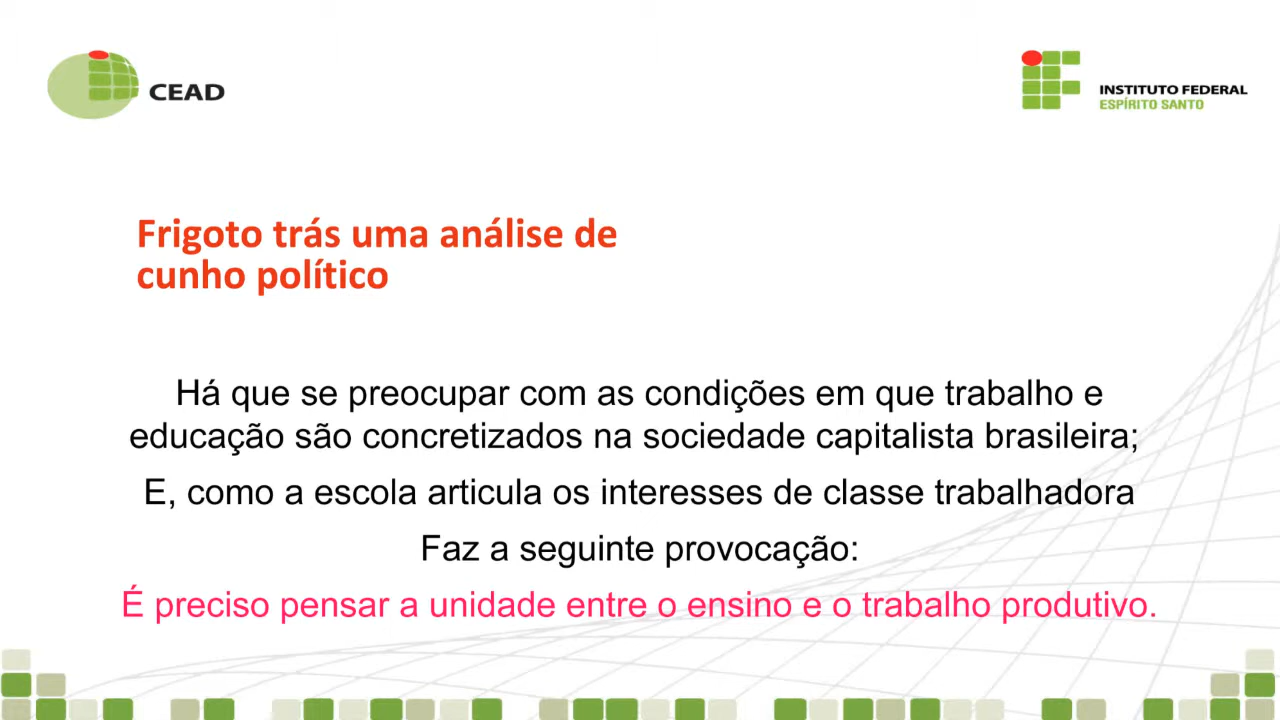 CEAD
INSTITUTO FEDERAL
ESPÍRITO SANTO
Frigoto trás uma análise de
cunho político
Há que se preocupar com as condições em que trabalho e
educação são concretizados na sociedade capitalista brasileira;
E, como a escola articula os interesses de classe trabalhadora
Faz a seguinte provocação:
É preciso pensar a unidade entre o ensino e o trabalho produtivo.